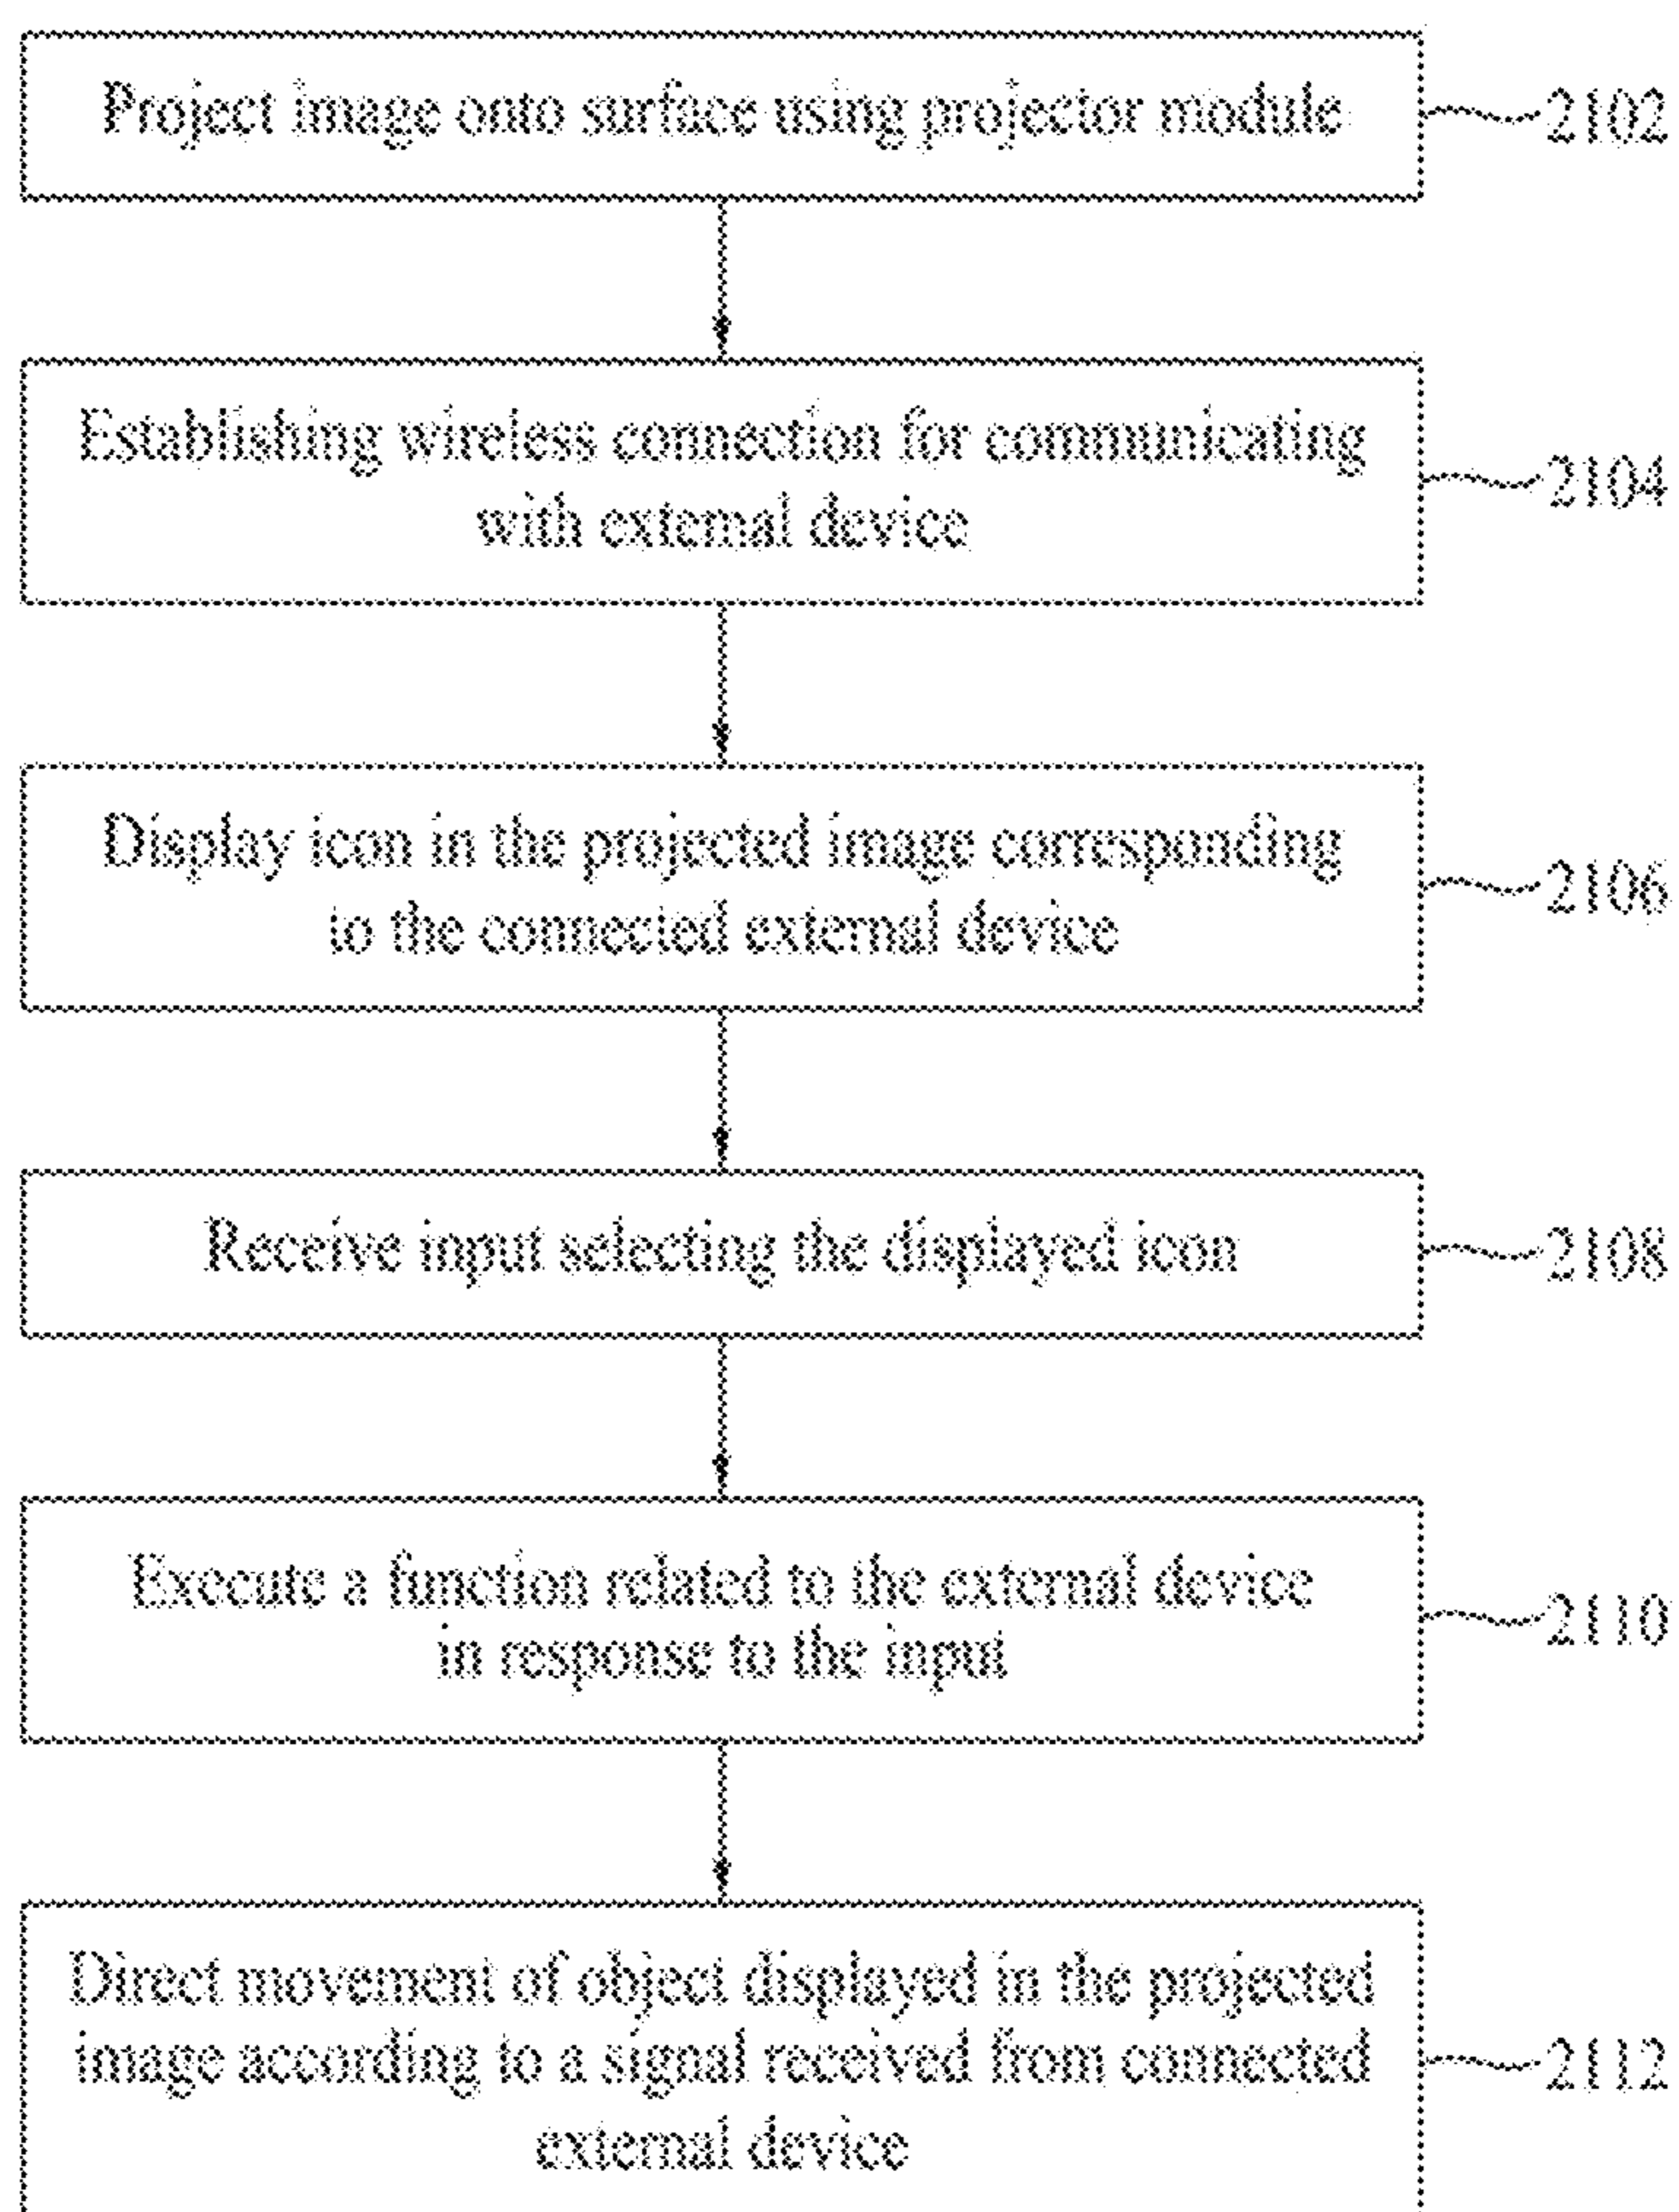 Project image onto surface using projector module
2102
Establishing wireless connection for communicating
with external device
2104
Display icon in the projected image corresponding
to the connected external device
2106
Receive input selecting the displayed icon
2108
Execute a function related to the external device
in response to the input
2110
Direct movement of object displayed in the projected
image according to a signal received from connected
external device
2112